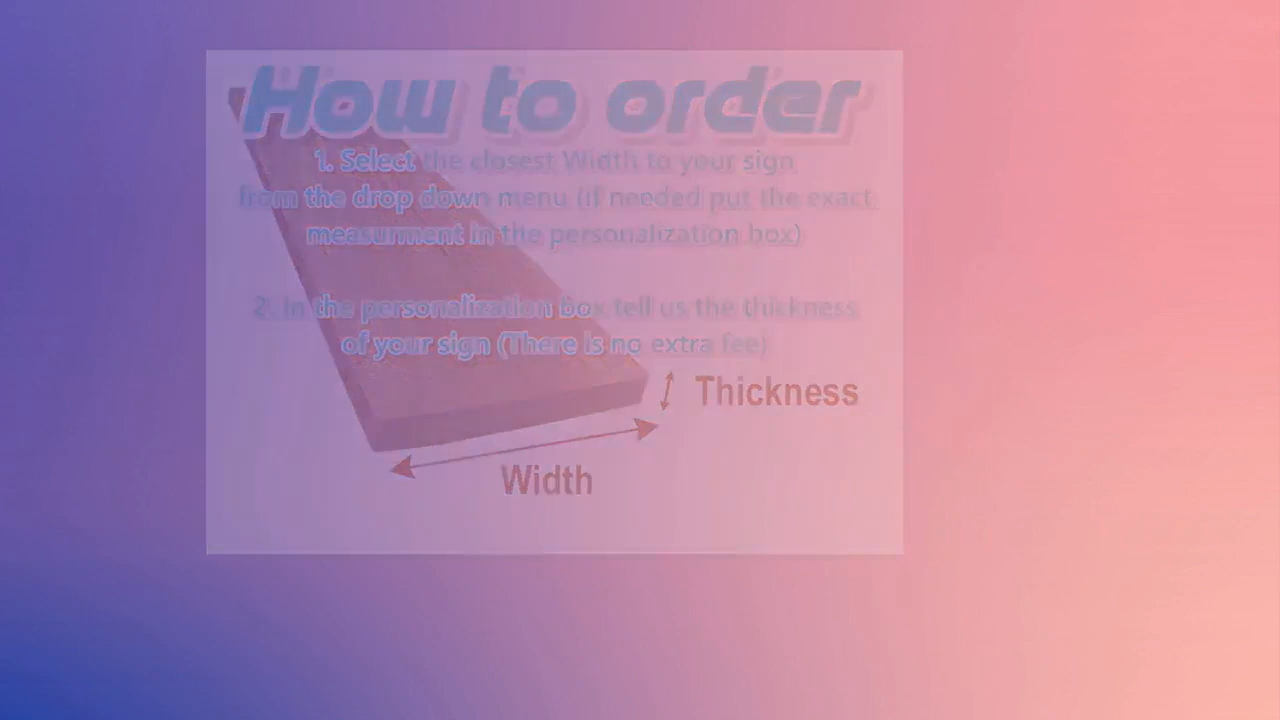 How to order
1. Select the closest Width to your sign
from the drop down menu (if needed put the exact
measurment in the personalization box)
2. In the personalization box tell us the thickness
of your sign (There is no extra fee)
Thickness
Width